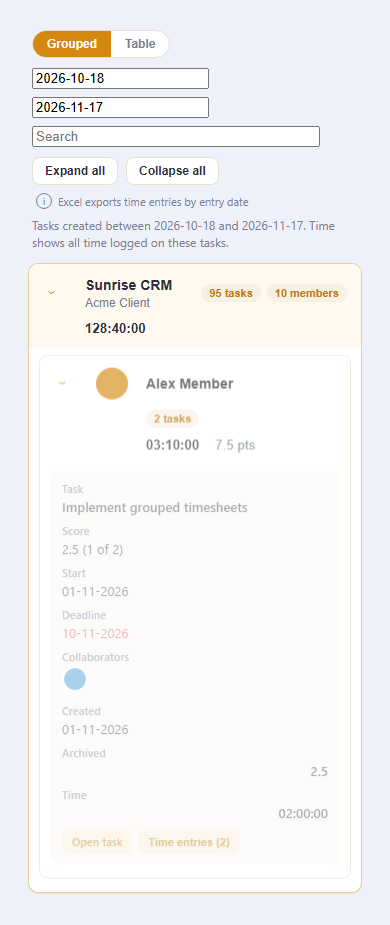 Grouped
Table
2026-10-18
2026-11-17
Search
Expand all
Collapse all
i Excel exports time entries by entry date
Tasks created between 2026-10-18 and 2026-11-17. Time
shows all time logged on these tasks.
Sunrise CRM
Acme Client
95 tasks
10 members
128:40:00
Alex Member
2 tasks
03:10:00
7.5 pts
Task
Implement grouped timesheets
Score
2.5 (1 of 2)
Start
01-11-2026
Deadline
10-11-2026
Collaborators
Created
01-11-2026
Archived
2.5
Time
02:00:00
Open task
Time entries (2)